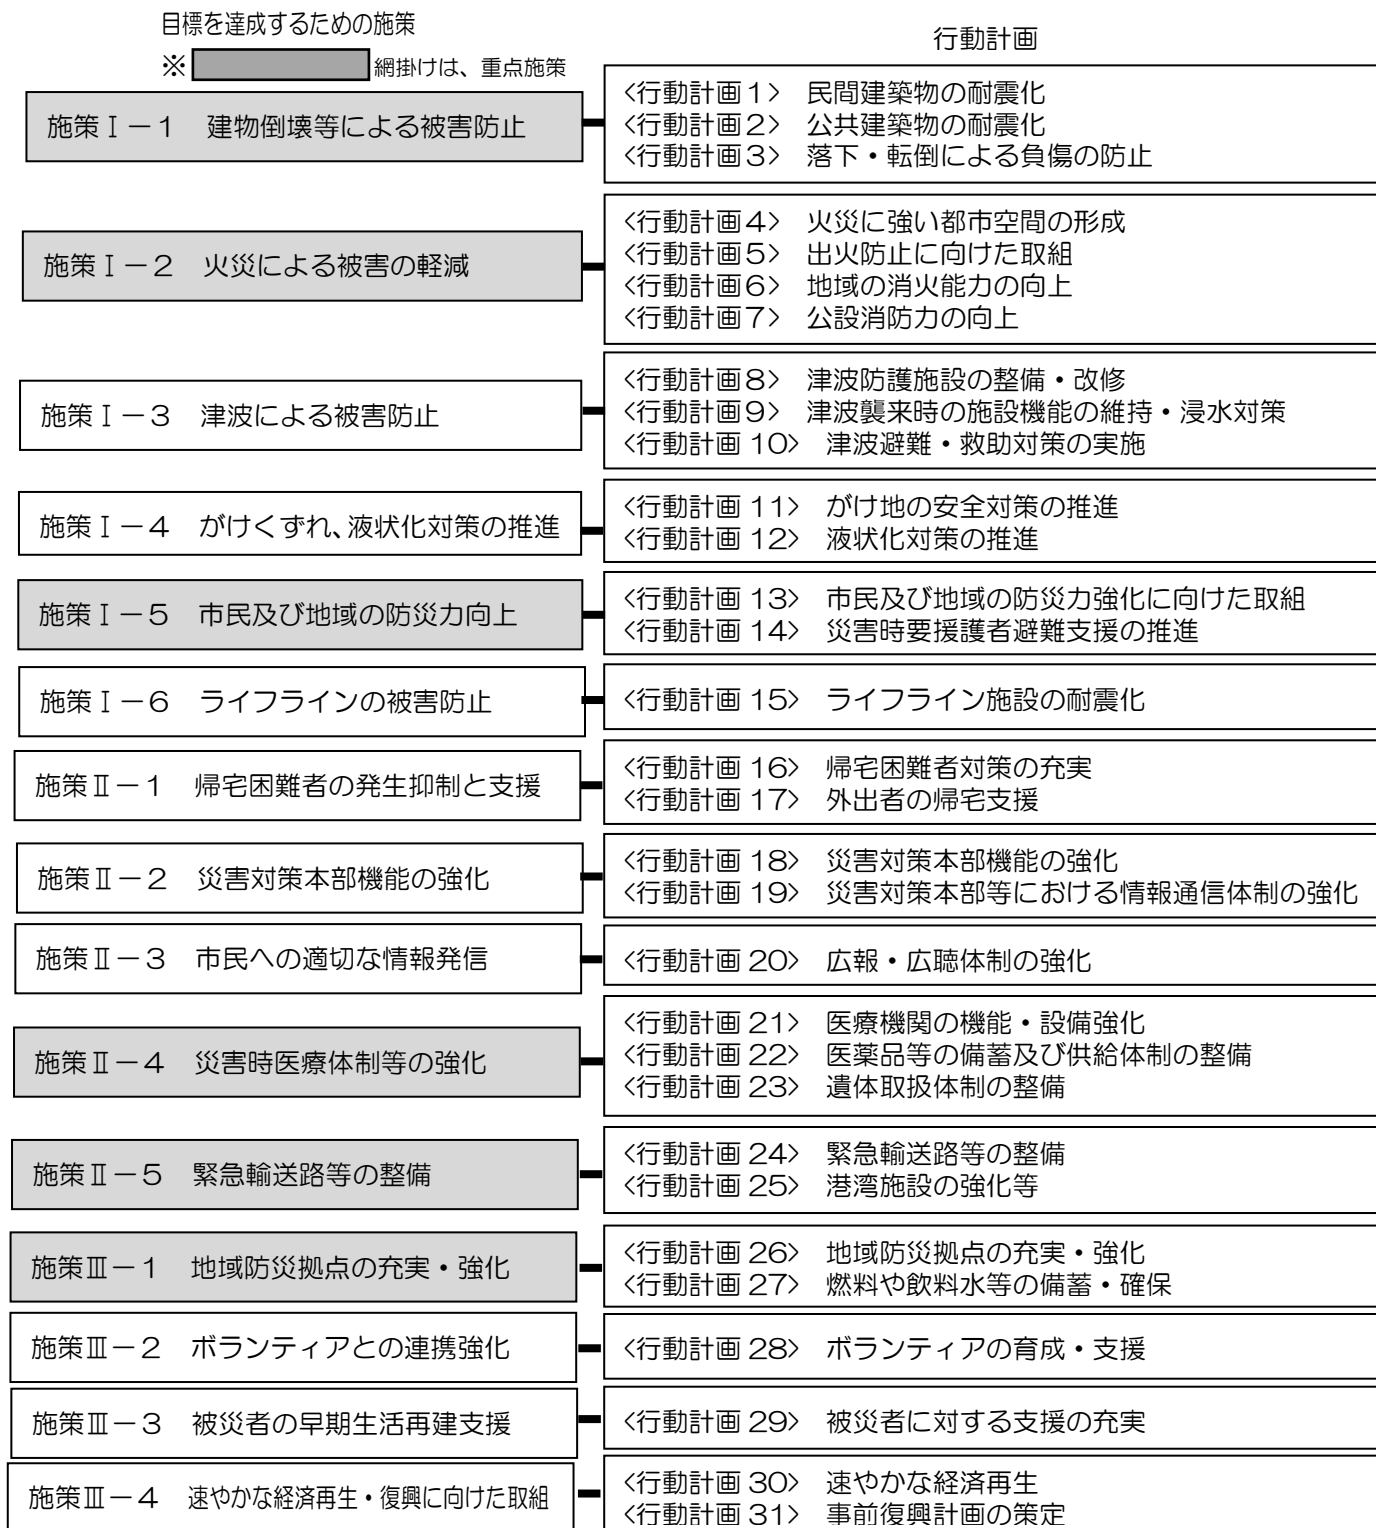 目標を達成するための施策
※ 網掛けは、重点施策
行動計画
施策Ⅰ－１　建物倒壊等による被害防止
<行動計画１>　民間建築物の耐震化
<行動計画２>　公共建築物の耐震化
<行動計画３>　落下・転倒による負傷の防止
施策Ⅰ－２　火災による被害の軽減
<行動計画４>　火災に強い都市空間の形成
<行動計画５>　出火防止に向けた取組
<行動計画６>　地域の消火能力の向上
<行動計画７>　公設消防力の向上
施策Ⅰ－３　津波による被害防止
<行動計画８>　津波防護施設の整備・改修
<行動計画９>　津波襲来時の施設機能の維持・浸水対策
<行動計画 10>　津波避難・救助対策の実施
施策Ⅰ－４　がけくずれ、液状化対策の推進
<行動計画 11>　がけ地の安全対策の推進
<行動計画 12>　液状化対策の推進
施策Ⅰ－５　市民及び地域の防災力向上
<行動計画 13>　市民及び地域の防災力強化に向けた取組
<行動計画 14>　災害時要援護者避難支援の推進
施策Ⅰ－６　ライフラインの被害防止
<行動計画 15>　ライフライン施設の耐震化
施策Ⅱ－１　帰宅困難者の発生抑制と支援
<行動計画 16>　帰宅困難者対策の充実
<行動計画 17>　外出者の帰宅支援
施策Ⅱ－２　災害対策本部機能の強化
<行動計画 18>　災害対策本部機能の強化
<行動計画 19>　災害対策本部等における情報通信体制の強化
施策Ⅱ－３　市民への適切な情報発信
<行動計画 20>　広報・広聴体制の強化
施策Ⅱ－４　災害時医療体制等の強化
<行動計画 21>　医療機関の機能・設備強化
<行動計画 22>　医薬品等の備蓄及び供給体制の整備
<行動計画 23>　遺体取扱体制の整備
施策Ⅱ－５　緊急輸送路等の整備
<行動計画 24>　緊急輸送路等の整備
<行動計画 25>　港湾施設の強化等
施策Ⅲ－１　地域防災拠点の充実・強化
<行動計画 26>　地域防災拠点の充実・強化
<行動計画 27>　燃料や飲料水等の備蓄・確保
施策Ⅲ－２　ボランティアとの連携強化
<行動計画 28>　ボランティアの育成・支援
施策Ⅲ－３　被災者の早期生活再建支援
<行動計画 29>　被災者に対する支援の充実
施策Ⅲ－４　速やかな経済再生・復興に向けた取組
<行動計画 30>　速やかな経済再生
<行動計画 31>　事前復興計画の策定